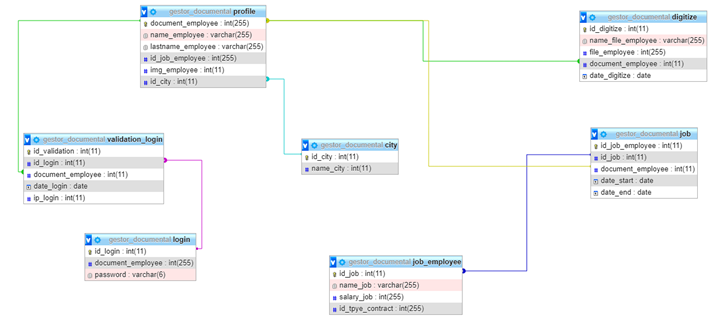 gestor_documental.profile
document_employee : int(255)
name_employee : varchar(255)
lastname_employee : varchar(255)
id_job_employee : int(255)
img_employee : int(11)
id_city : int(11)
gestor_documental.digitize
id_digitize : int(11)
name_file_employee : varchar(255)
file_employee : int(255)
document_employee : int(11)
date_digitize : date
gestor_documental.validation_login
id_validation : int(11)
id_login : int(11)
document_employee : int(11)
date_login : date
ip_login : int(11)
gestor_documental.city
id_city : int(11)
name_city : int(11)
gestor_documental.job
id_job_employee : int(11)
id_job : int(11)
document_employee : int(11)
date_start : date
date_end : date
gestor_documental.login
id_login : int(11)
document_employee : int(255)
password : varchar(6)
gestor_documental.job_employee
id_job : int(11)
name_job : varchar(255)
salary_job : int(255)
id_tpye_contract : int(255)